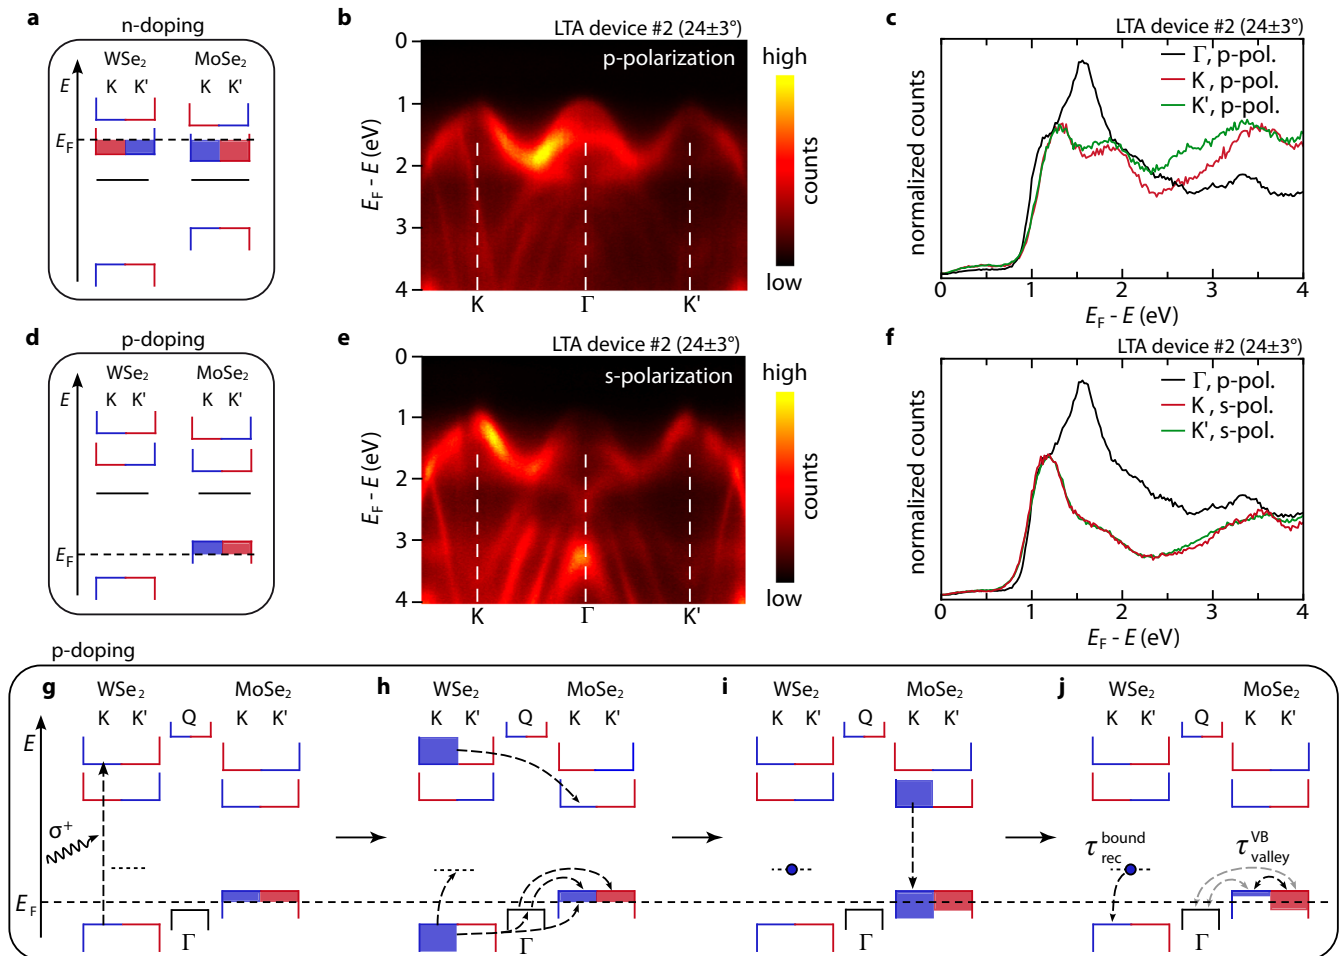 a
n-doping
WSe₂ MoSe₂
E
K K' K K'
E_F
b
LTA device #2 (24±3°)
p-polarization
0
1
2
3
4
E_F - E (eV)
K Γ K'
high
counts
low
c
LTA device #2 (24±3°)
Γ, p-pol.
K, p-pol.
K', p-pol.
normalized counts
0 1 2 3 4
E_F - E (eV)
d
p-doping
WSe₂ MoSe₂
E
K K' K K'
E_F
e
LTA device #2 (24±3°)
s-polarization
0
1
2
3
4
E_F - E (eV)
K Γ K'
high
counts
low
f
LTA device #2 (24±3°)
Γ, p-pol.
K, s-pol.
K', s-pol.
normalized counts
0 1 2 3 4
E_F - E (eV)
p-doping
g
WSe₂ MoSe₂
K K' Q K K'
E
σ⁺
E_F
Γ
h
WSe₂ MoSe₂
K K' Q K K'
Γ
i
WSe₂ MoSe₂
K K' Q K K'
Γ
j
WSe₂ MoSe₂
K K' Q K K'
τ_rec^bound τ_valley^VB
Γ